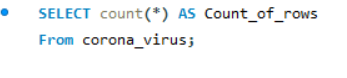 SELECT count(*) AS Count_of_rows
From corona_virus;